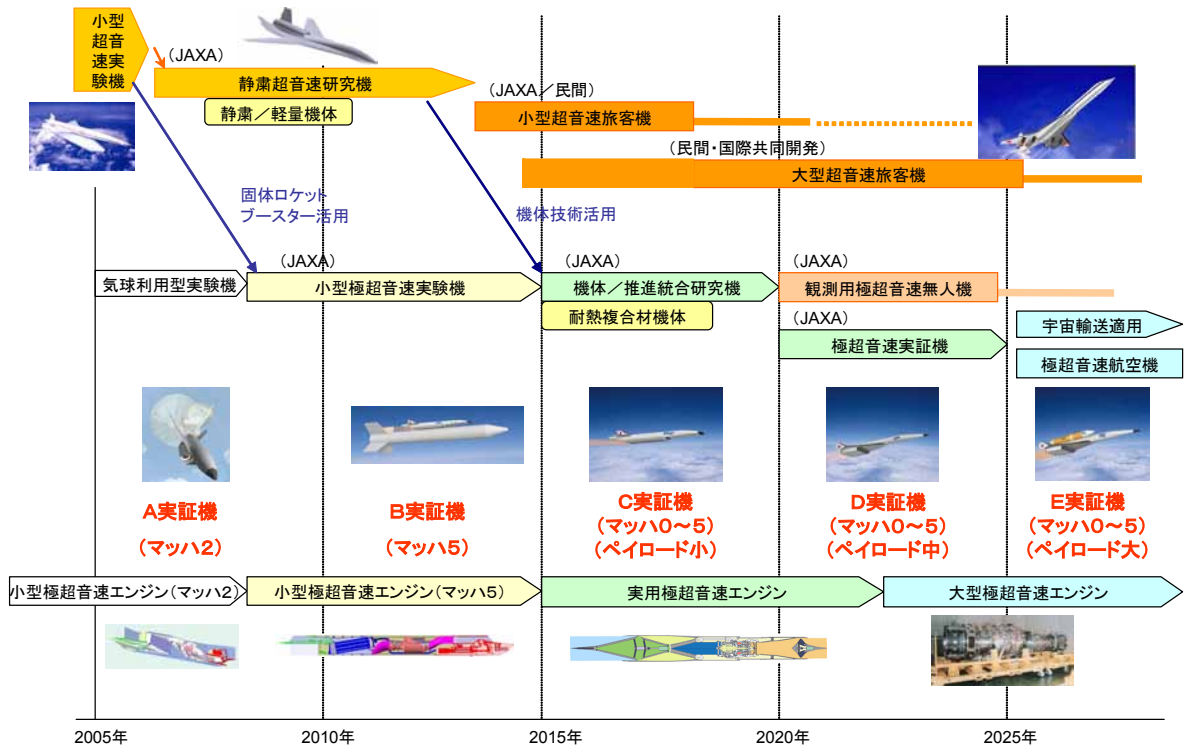 小型
超音
速実
験機
（JAXA）
静粛超音速研究機
静粛／軽量機体
（JAXA／民間）
小型超音速旅客機
（民間・国際共同開発）
大型超音速旅客機
固体ロケット
ブースター活用
機体技術活用
気球利用型実験機
（JAXA）
小型極超音速実験機
（JAXA）
機体／推進統合研究機
耐熱複合材機体
（JAXA）
観測用極超音速無人機
（JAXA）
極超音速実証機
宇宙輸送適用
極超音速航空機
A実証機
（マッハ2）
B実証機
（マッハ5）
C実証機
（マッハ0～5）
（ペイロード小）
D実証機
（マッハ0～5）
（ペイロード中）
E実証機
（マッハ0～5）
（ペイロード大）
小型極超音速エンジン（マッハ2）
小型極超音速エンジン（マッハ5）
実用極超音速エンジン
大型極超音速エンジン
2005年
2010年
2015年
2020年
2025年